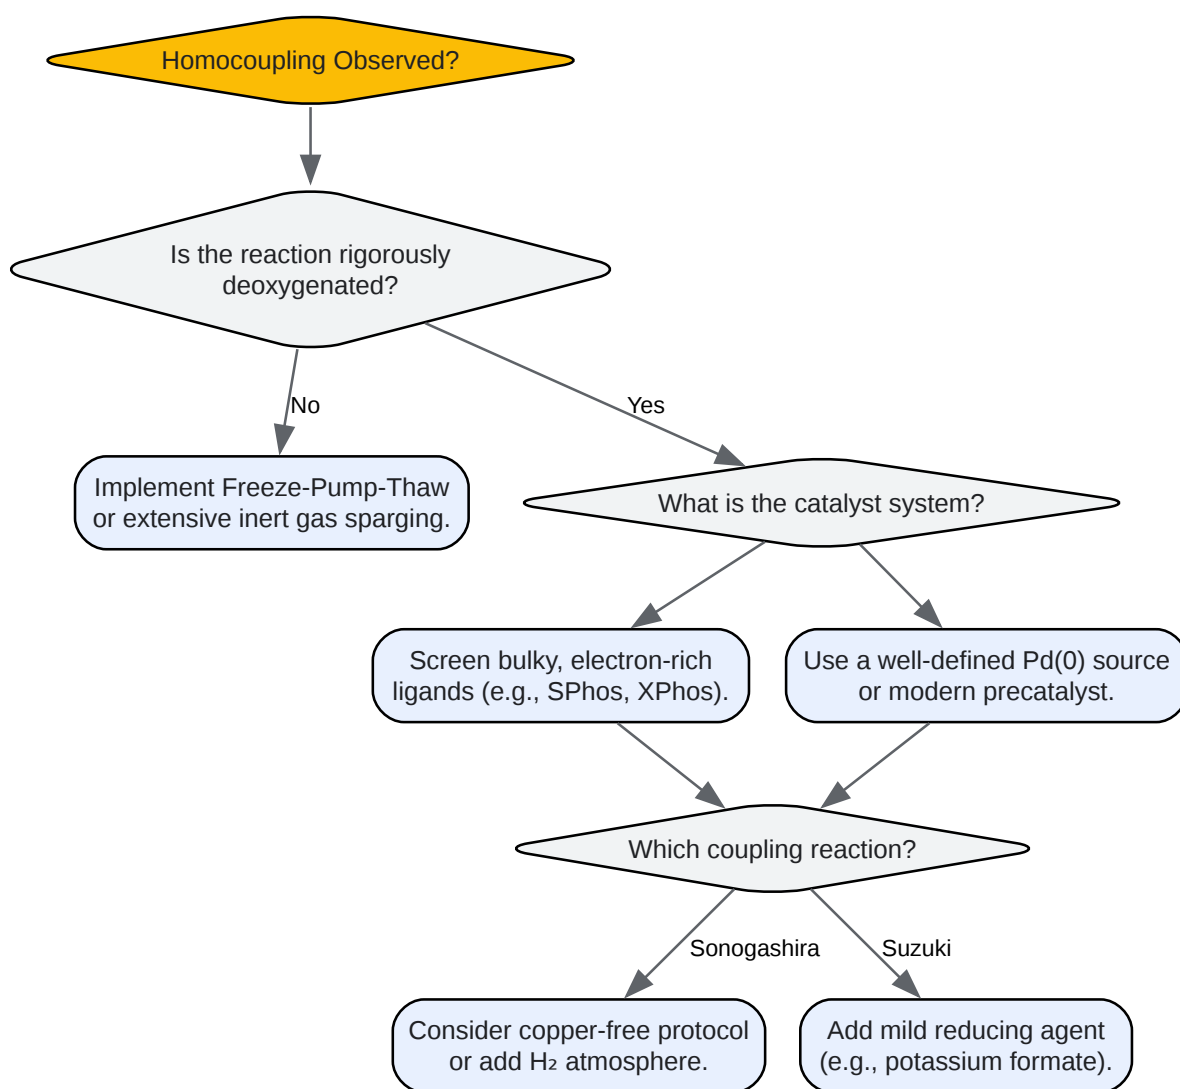 Homocoupling Observed?
Is the reaction rigorously
deoxygenated?
No
Yes
Implement Freeze-Pump-Thaw
or extensive inert gas sparging.
What is the catalyst system?
Screen bulky, electron-rich
ligands (e.g., SPhos, XPhos).
Use a well-defined Pd(0) source
or modern precatalyst.
Which coupling reaction?
Sonogashira
Suzuki
Consider copper-free protocol
or add H₂ atmosphere.
Add mild reducing agent
(e.g., potassium formate).